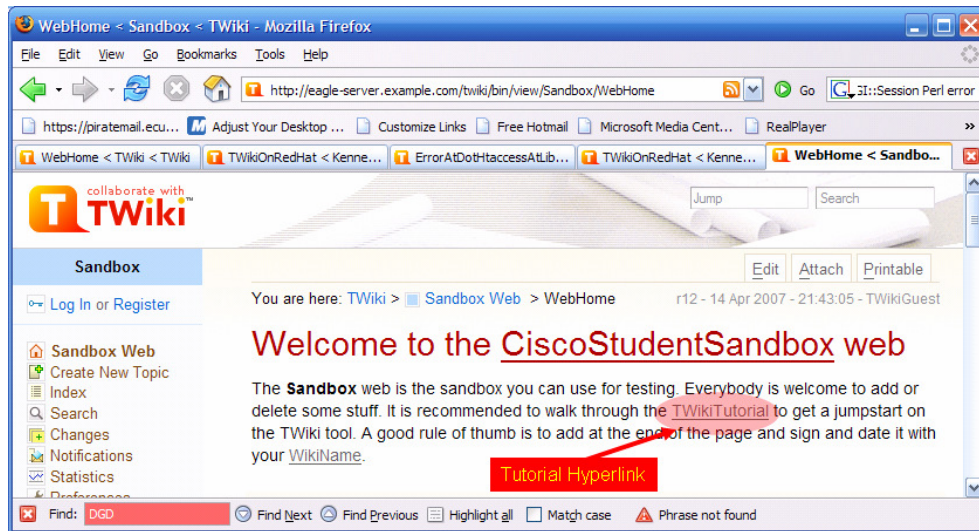 WebHome < Sandbox < TWiki - Mozilla Firefox
File Edit View Go Bookmarks Tools Help
http://eagle-server.example.com/twiki/bin/view/Sandbox/WebHome Go G ::Session Perl error
https://piratemail.ecu... Adjust Your Desktop ... Customize Links Free Hotmail Microsoft Media Cent... RealPlayer »
WebHome < TWiki < TWiki TWikiOnRedHat < Kenne... ErrorAtDotHtaccessAtLib... TWikiOnRedHat < Kenne... WebHome < Sandbo...
collaborate with
TWiki™
Jump Search
Sandbox
Edit Attach Printable
Log In or Register
You are here: TWiki > Sandbox Web > WebHome r12 - 14 Apr 2007 - 21:43:05 - TWikiGuest
Sandbox Web
Create New Topic
Index
Search
Changes
Notifications
Statistics
Preferences
Welcome to the CiscoStudentSandbox web
The Sandbox web is the sandbox you can use for testing. Everybody is welcome to add or
delete some stuff. It is recommended to walk through the TWikiTutorial to get a jumpstart on
the TWiki tool. A good rule of thumb is to add at the end of the page and sign and date it with
your WikiName.
Tutorial Hyperlink
Find: DGD Find Next Find Previous Highlight all Match case Phrase not found